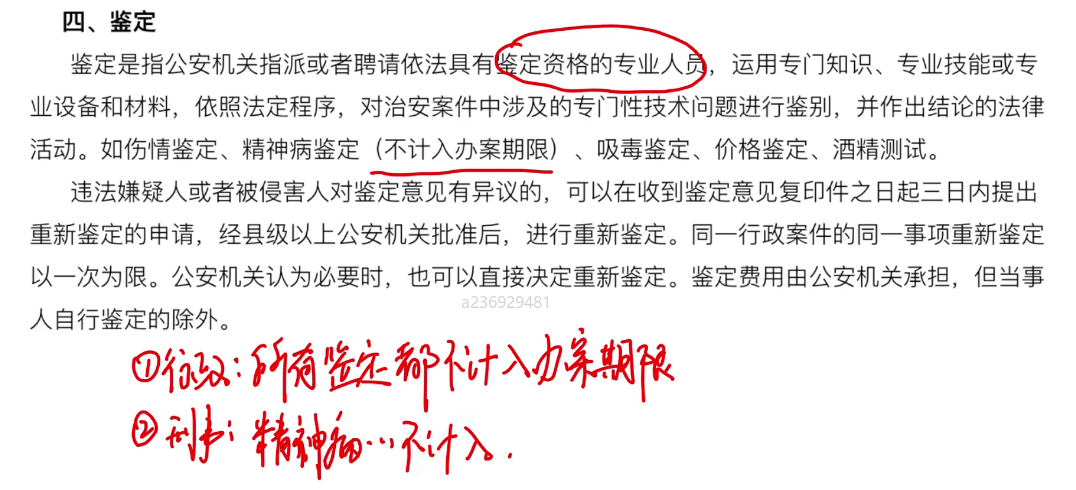 四、鉴定
鉴定是指公安机关指派或者聘请依法具有鉴定资格的专业人员，运用专门知识、专业技能或专
业设备和材料，依照法定程序，对治安案件中涉及的专门性技术问题进行鉴别，并作出结论的法律
活动。如伤情鉴定、精神病鉴定（不计入办案期限）、吸毒鉴定、价格鉴定、酒精测试。
违法嫌疑人或者被侵害人对鉴定意见有异议的，可以在收到鉴定意见复印件之日起三日内提出
重新鉴定的申请，经县级以上公安机关批准后，进行重新鉴定。同一行政案件的同一事项重新鉴定
以一次为限。公安机关认为必要时，也可以直接决定重新鉴定。鉴定费用由公安机关承担，但当事
a236929481
人自行鉴定的除外。
①行政：所有鉴定都不计入办案期限
②刑事：精神病…不计入.